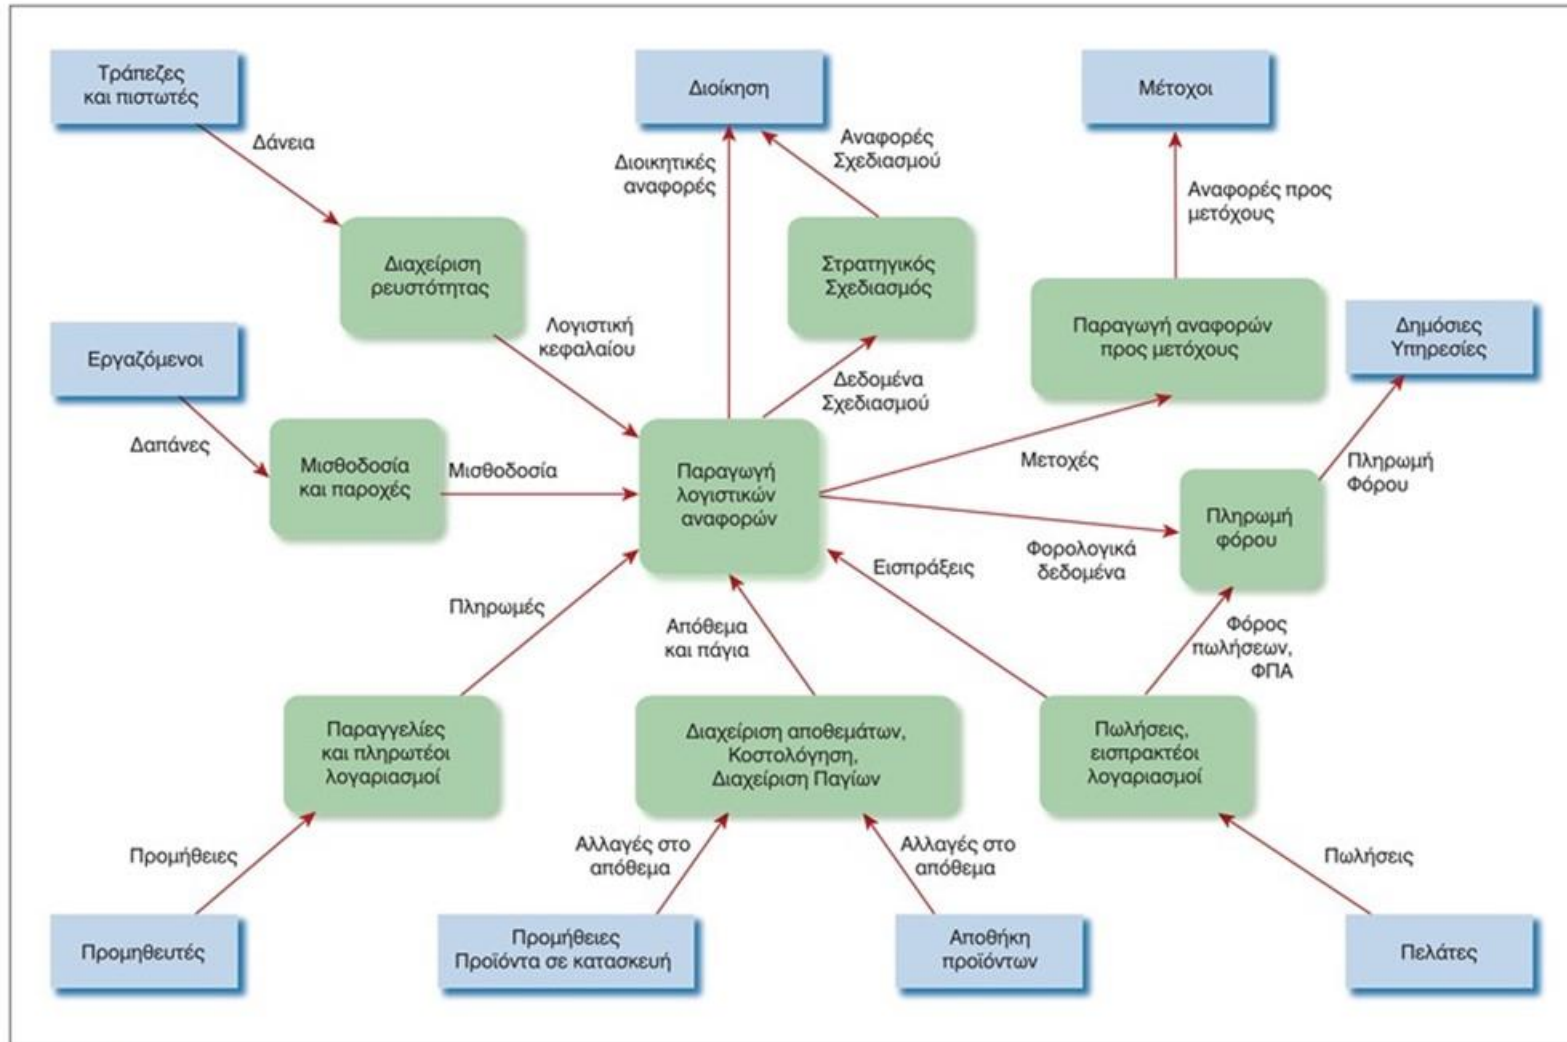 Τράπεζες
και πιστωτές
Διοίκηση
Μέτοχοι
Δάνεια
Διοικητικές
αναφορές
Αναφορές
Σχεδιασμού
Αναφορές προς
μετόχους
Διαχείριση
ρευστότητας
Στρατηγικός
Σχεδιασμός
Παραγωγή αναφορών
προς μετόχους
Δημόσιες
Υπηρεσίες
Εργαζόμενοι
Λογιστική
κεφαλαίου
Δεδομένα
Σχεδιασμού
Δαπάνες
Μισθοδοσία
και παροχές
Μισθοδοσία
Παραγωγή
λογιστικών
αναφορών
Μετοχές
Πληρωμή
Φόρου
Πληρωμή
φόρου
Φορολογικά
δεδομένα
Εισπράξεις
Πληρωμές
Απόθεμα
και πάγια
Φόρος
πωλήσεων,
ΦΠΑ
Παραγγελίες
και πληρωτέοι
λογαριασμοί
Διαχείριση αποθεμάτων,
Κοστολόγηση,
Διαχείριση Παγίων
Πωλήσεις,
εισπρακτέοι
λογαριασμοί
Προμήθειες
Αλλαγές στο
απόθεμα
Αλλαγές στο
απόθεμα
Πωλήσεις
Προμηθευτές
Προμήθειες
Προϊόντα σε κατασκευή
Αποθήκη
προϊόντων
Πελάτες